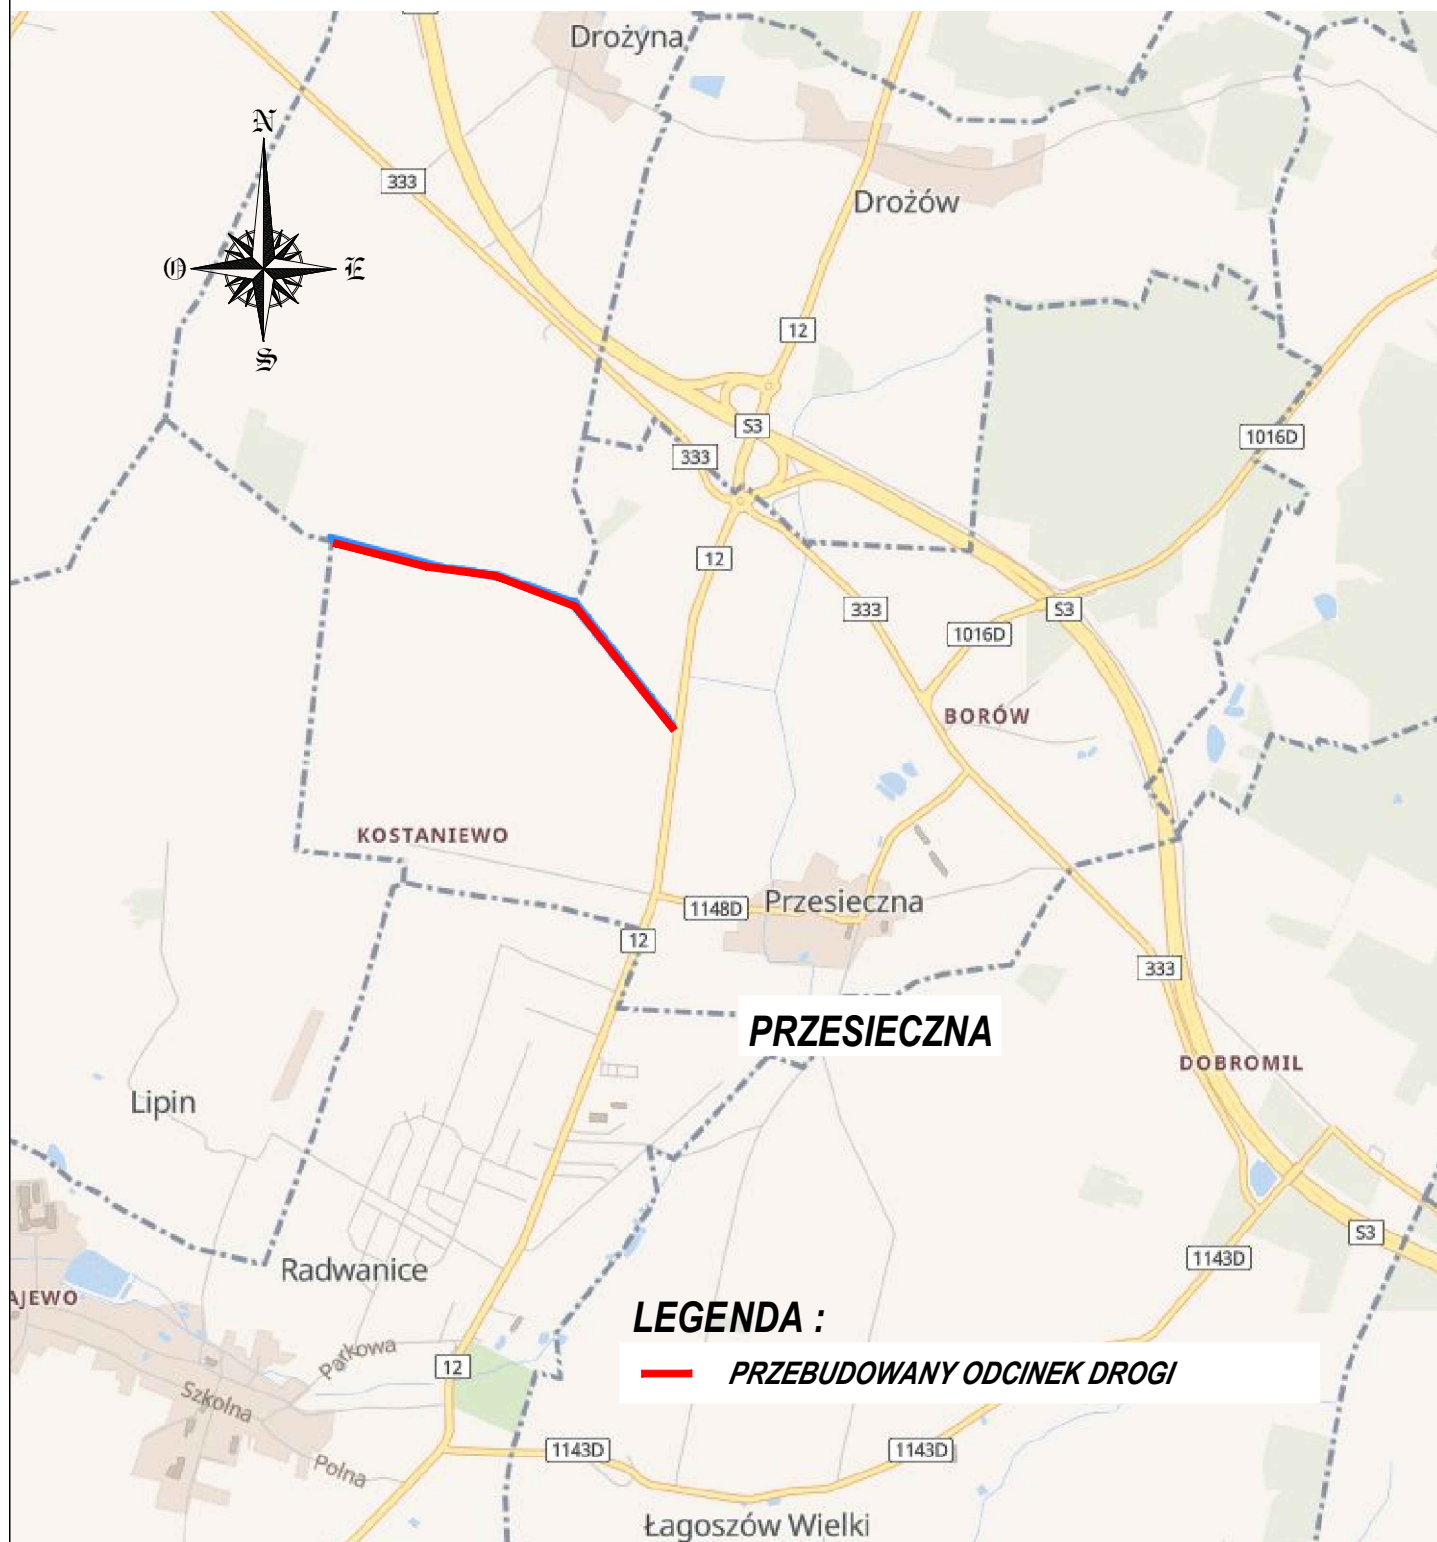 Drożyna
N
333
Drożów
O
E
12
S
S3
1016D
333
12
333
S3
1016D
BORÓW
KOSTANIEWO
Przesieczna
1148D
12
333
PRZESIECZNA
DOBROMIL
Lipin
S3
1143D
Radwanice
AJEWO
LEGENDA :
Parkowa
12
PRZEBUDOWANY ODCINEK DROGI
Szkolna
1143D
1143D
Polna
Łagoszów Wielki